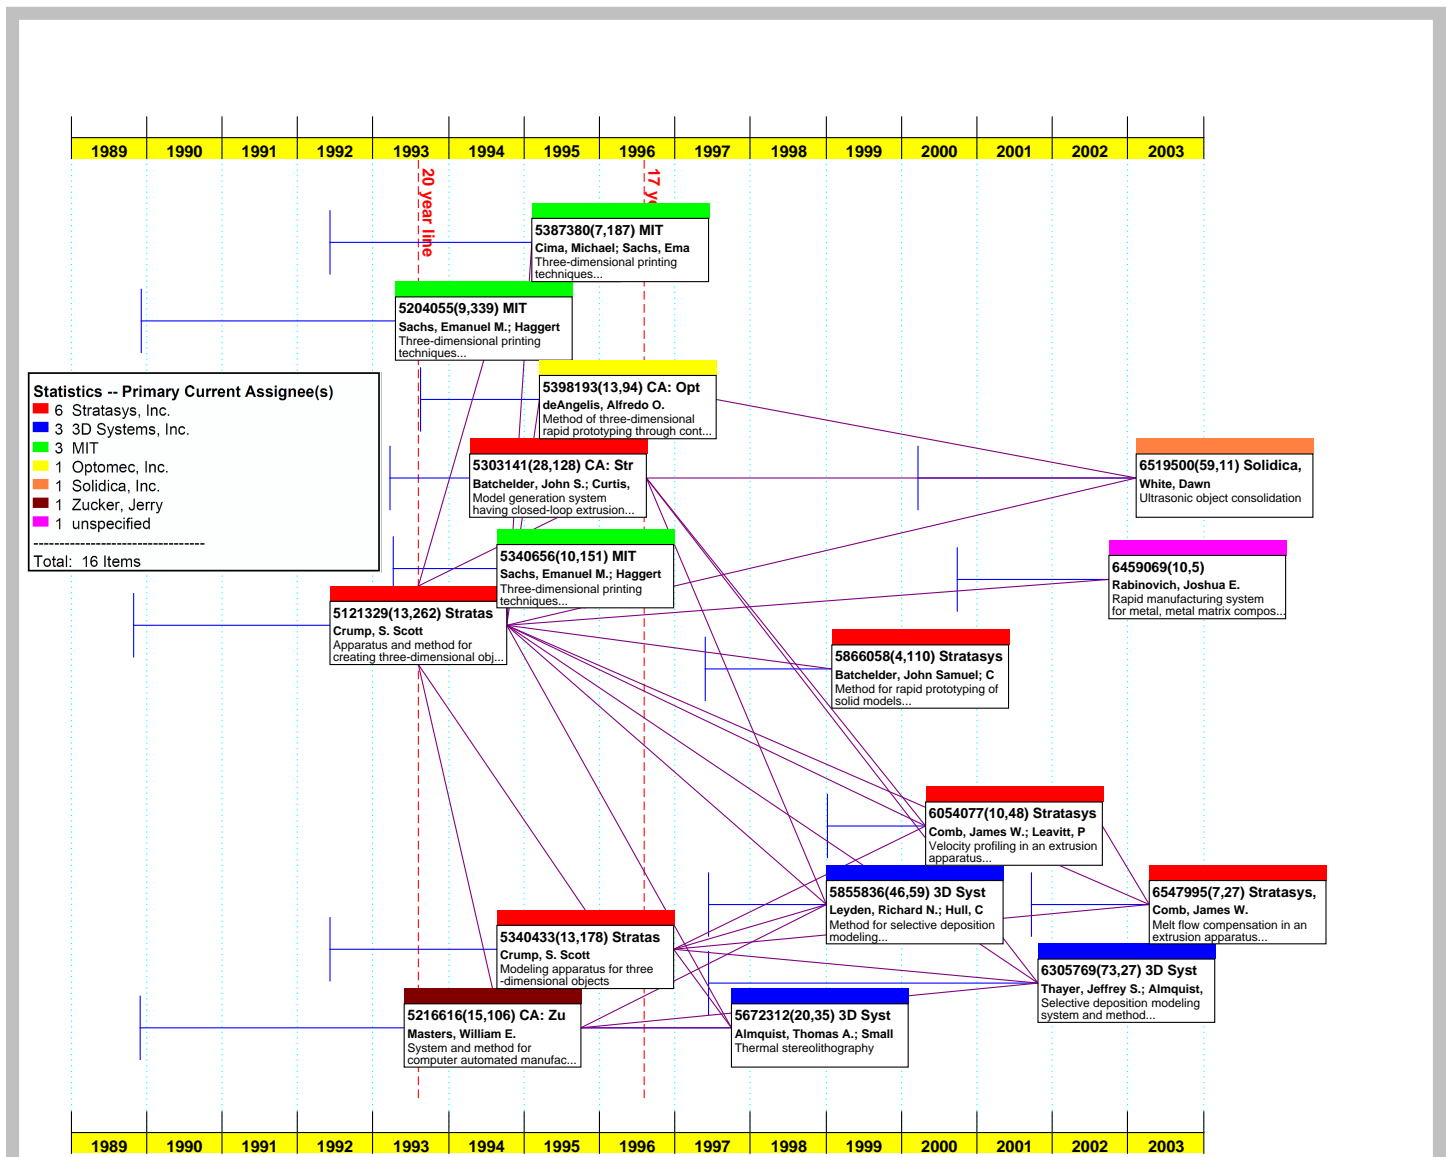 1989 1990 1991 1992 1993 1994 1995 1996 1997 1998 1999 2000 2001 2002 2003
20 year line
17 ye
5387380(7,187) MIT
Cima, Michael; Sachs, Ema
Three-dimensional printing
techniques...
5204055(9,339) MIT
Sachs, Emanuel M.; Haggert
Three-dimensional printing
techniques...
5398193(13,94) CA: Opt
deAngelis, Alfredo O.
Method of three-dimensional
rapid prototyping through cont...
Statistics -- Primary Current Assignee(s)
6 Stratasys, Inc.
3 3D Systems, Inc.
3 MIT
1 Optomec, Inc.
1 Solidica, Inc.
1 Zucker, Jerry
1 unspecified
---------------------------------
Total: 16 Items
5303141(28,128) CA: Str
Batchelder, John S.; Curtis,
Model generation system
having closed-loop extrusion...
6519500(59,11) Solidica,
White, Dawn
Ultrasonic object consolidation
5340656(10,151) MIT
Sachs, Emanuel M.; Haggert
Three-dimensional printing
techniques...
6459069(10,5)
Rabinovich, Joshua E.
Rapid manufacturing system
for metal, metal matrix compos...
5121329(13,262) Stratas
Crump, S. Scott
Apparatus and method for
creating three-dimensional obj...
5866058(4,110) Stratasys
Batchelder, John Samuel; C
Method for rapid prototyping of
solid models...
6054077(10,48) Stratasys
Comb, James W.; Leavitt, P
Velocity profiling in an extrusion
apparatus...
5855836(46,59) 3D Syst
Leyden, Richard N.; Hull, C
Method for selective deposition
modeling...
6547995(7,27) Stratasys,
Comb, James W.
Melt flow compensation in an
extrusion apparatus...
5340433(13,178) Stratas
Crump, S. Scott
Modeling apparatus for three
-dimensional objects
6305769(73,27) 3D Syst
Thayer, Jeffrey S.; Almquist,
Selective deposition modeling
system and method...
5216616(15,106) CA: Zu
Masters, William E.
System and method for
computer automated manufac...
5672312(20,35) 3D Syst
Almquist, Thomas A.; Small
Thermal stereolithography
1989 1990 1991 1992 1993 1994 1995 1996 1997 1998 1999 2000 2001 2002 2003